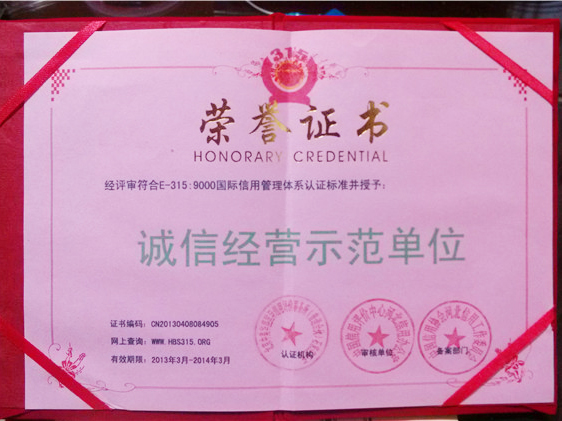 315
荣誉证书
HONORARY CREDENTIAL
经评审符合E-315:9000国际信用管理体系认证标准并授予:
诚信经营示范单位
证书编码: CN20130408084905
网上查询: WWW.HBS315.ORG
有效期限: 2013年3月-2014年3月
认证机构
审核单位
备案部门